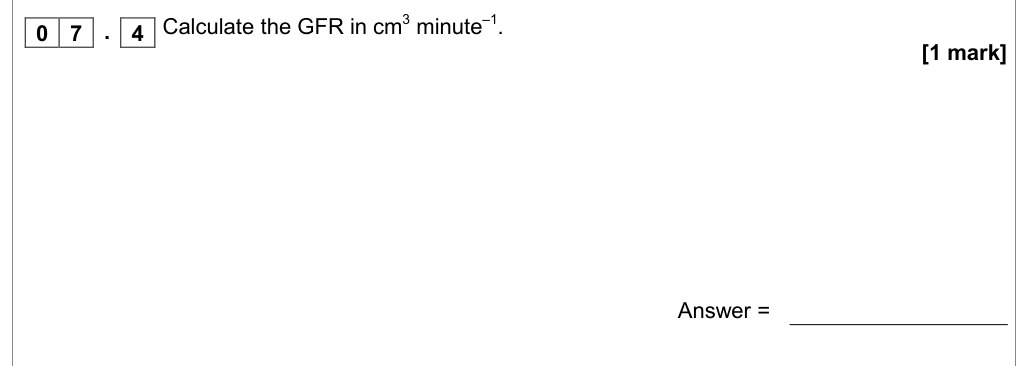 0 7 . 4 Calculate the GFR in cm³ minute⁻¹.
[1 mark]
Answer =